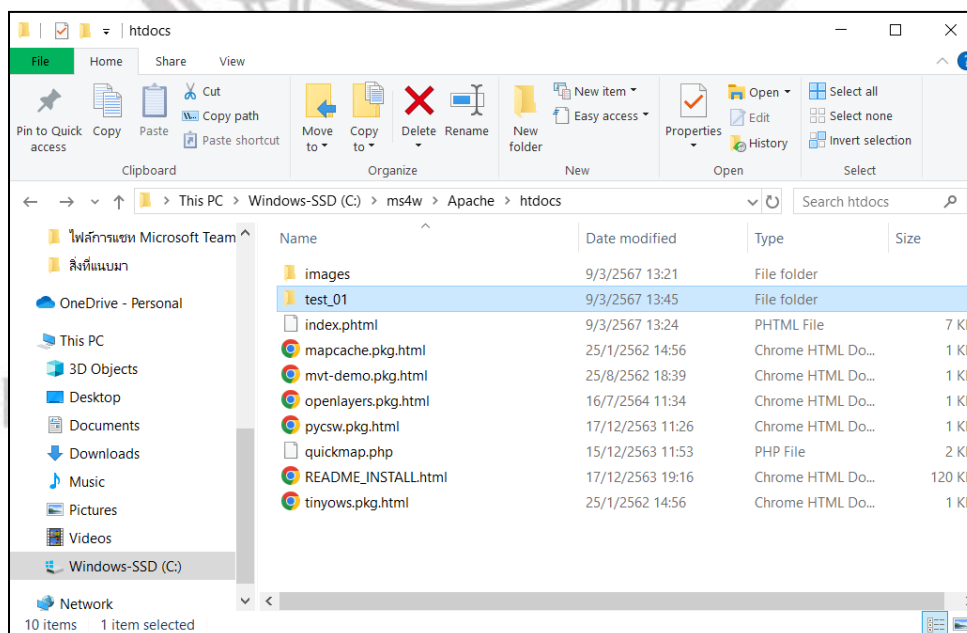 htdocs
File Home Share View
Pin to Quick access
Copy
Paste
Cut
Copy path
Paste shortcut
Clipboard
Move to
Copy to
Delete
Rename
Organize
New folder
New item
Easy access
New
Properties
Open
Edit
History
Open
Select all
Select none
Invert selection
Select
This PC > Windows-SSD (C:) > ms4w > Apache > htdocs
Search htdocs
ไฟล์การแชท Microsoft Team
สิ่งที่แนบมา
OneDrive - Personal
This PC
3D Objects
Desktop
Documents
Downloads
Music
Pictures
Videos
Windows-SSD (C:)
Network
Name Date modified Type Size
images 9/3/2567 13:21 File folder
test_01 9/3/2567 13:45 File folder
index.phtml 9/3/2567 13:24 PHTML File 7 K
mapcache.pkg.html 25/1/2562 14:56 Chrome HTML Do... 1 K
mvt-demo.pkg.html 25/8/2562 18:39 Chrome HTML Do... 1 K
openlayers.pkg.html 16/7/2564 11:34 Chrome HTML Do... 1 K
pycsw.pkg.html 17/12/2563 11:26 Chrome HTML Do... 1 K
quickmap.php 15/12/2563 11:53 PHP File 2 K
README_INSTALL.html 17/12/2563 19:16 Chrome HTML Do... 120 K
tinyows.pkg.html 25/1/2562 14:56 Chrome HTML Do... 1 K
10 items 1 item selected